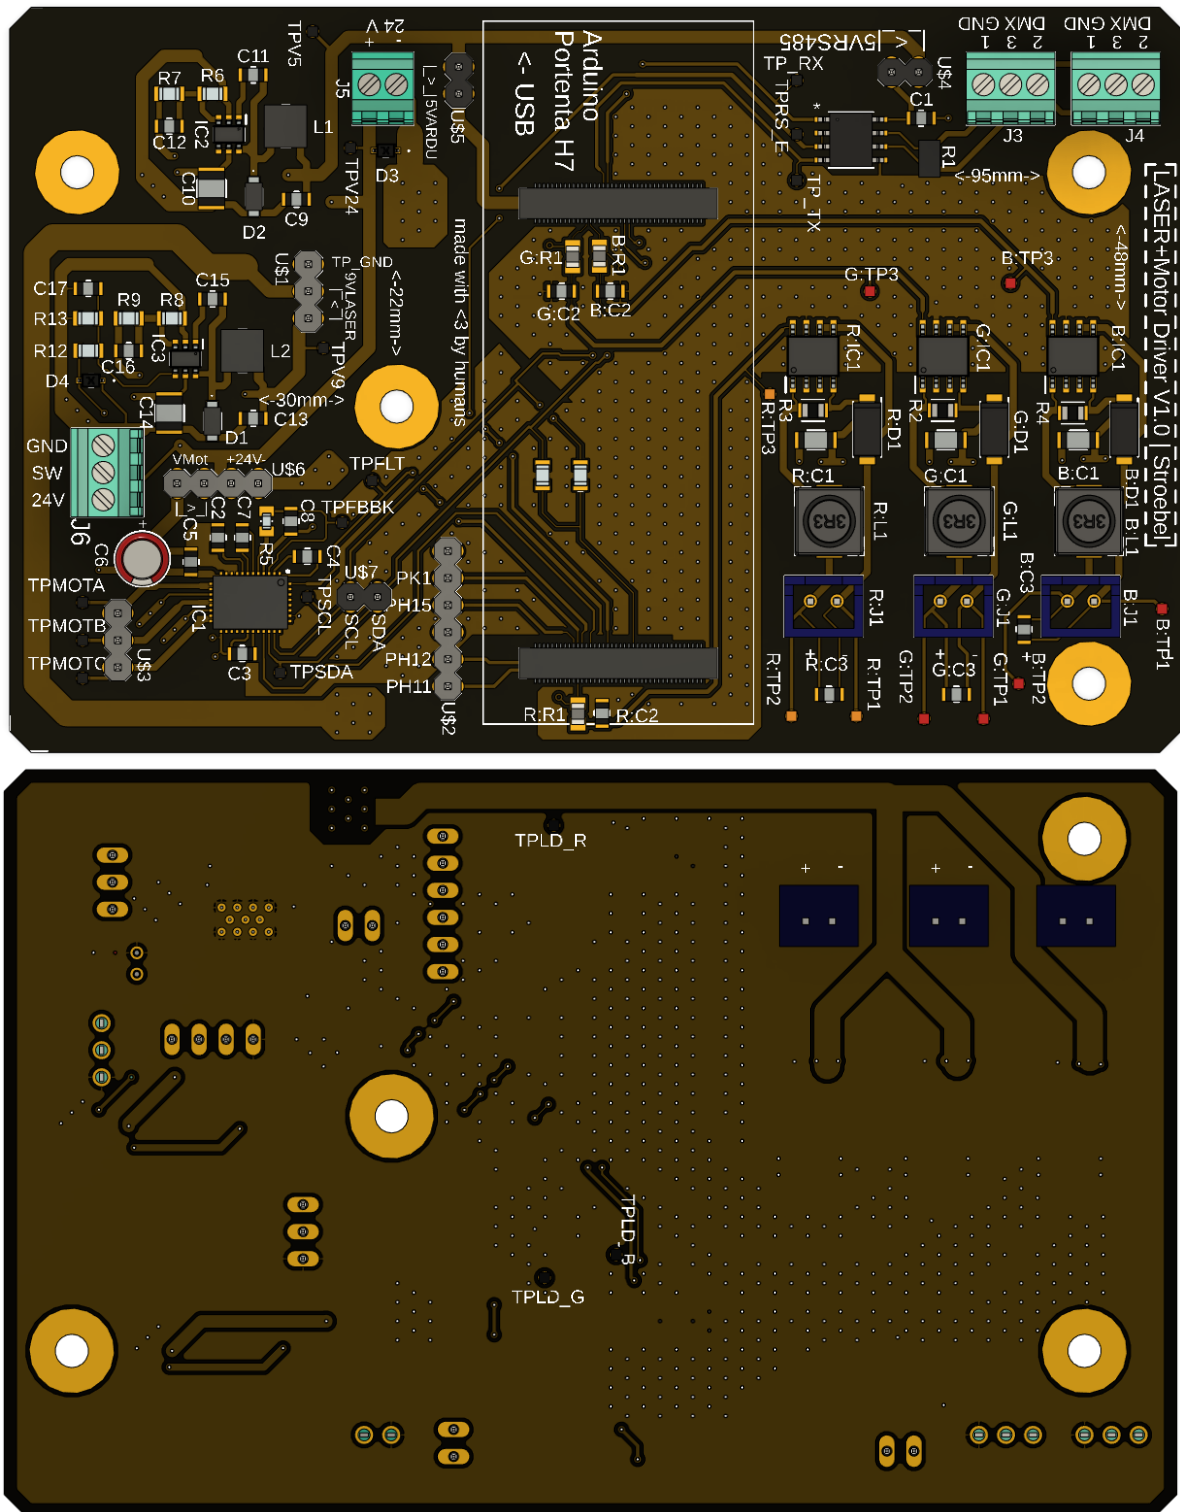 TPV5
24 V
+ -
J5
L_>_|5VARDU
U$5
Arduino
Portenta H7
<- USB
|_<_|5VRS485
U$4
DMX GND
2 3 1
J3
DMX GND
2 3 1
J4
TP_RX
TPRS_E
TP_TX
*
C1
R1
<-95mm->
C11
R7
R6
IC2
L1
C12
C10
D2
C9
TPV24
D3
made with <3 by humans
[LASER+Motor Driver V1.0 | Stroebel]
<-48mm->
U$1
TP_GND
9VLASER
|_>_|
<-22mm->
C17
C15
R13
R9
R8
R12
C16
IC3
L2
D4
TPV9
<-30mm->
C14
D1
C13
G:R1
B:R1
G:C2
B:C2
G:TP3
B:TP3
R:IC1
G:IC1
B:IC1
R:TP3
R3
R2
R4
R:D1
G:D1
B:D1
R:C1
G:C1
B:C1
3R3
3R3
3R3
R:L1
G:L1
B:L1
GND
SW
24V
J6
VMot
+24V-
U$6
|_>_|
TPFLT
TPFBBK
C2
C7
C8
R5
C5
C6
+
C4
U$7
SCL
SDA
TPSCL
IC1
TPSDA
C3
TPMOTA
TPMOTB
TPMOTC
U$3
PK1
PH15
PH12
PH11
U$2
R:R1
R:C2
R:J1
G:J1
B:J1
B:C3
R:TP2
R:C3
R:TP1
G:TP2
G:C3
G:TP1
B:TP2
B:TP1
+ -
+ -
+
TPLD_R
+ -
+ -
TPLD_B
TPLD_G